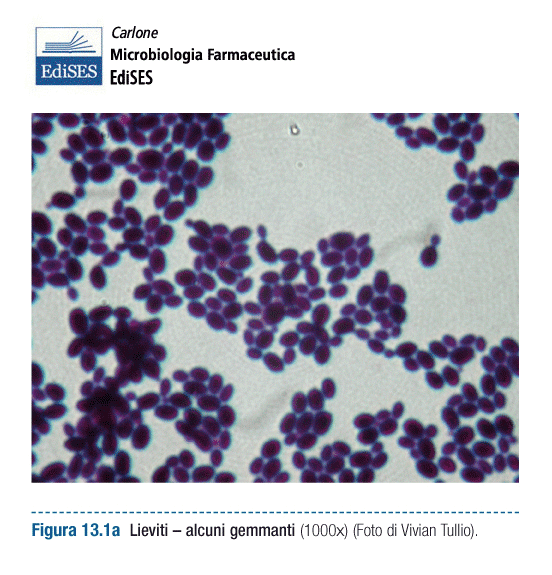 Carlone
Microbiologia Farmaceutica
EdiSES
EdiSES
Figura 13.1a Lieviti – alcuni gemmanti (1000x) (Foto di Vivian Tullio).